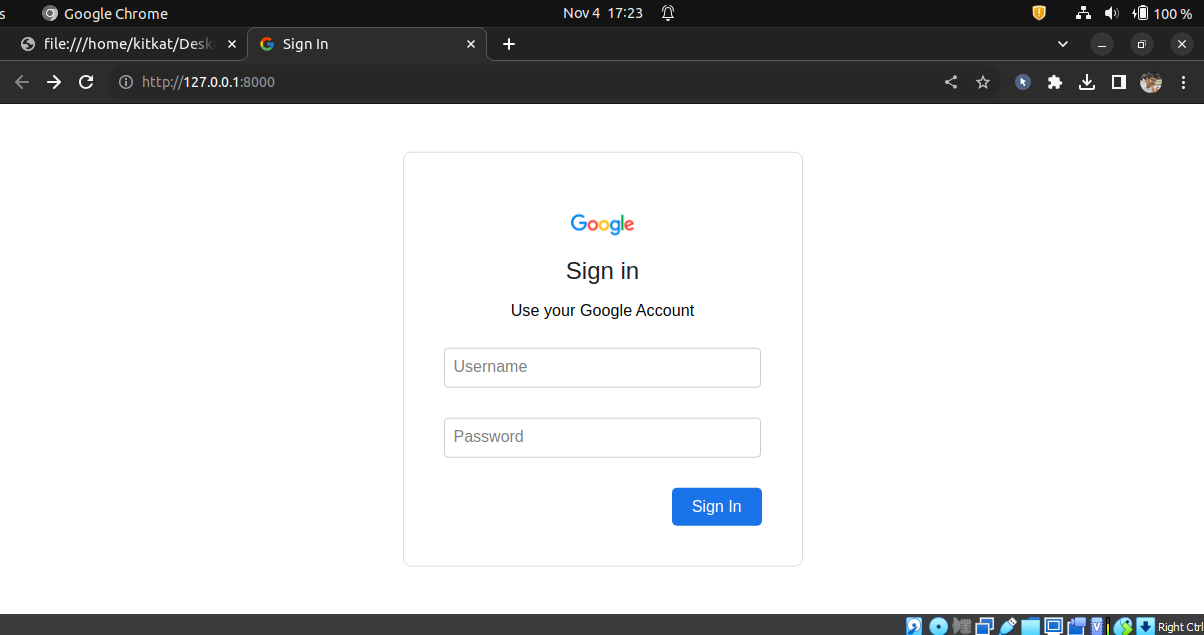 s Google Chrome Nov 4 17:23 100 %
file:///home/kitkat/Desk Sign In
http://127.0.0.1:8000
Google
Sign in
Use your Google Account
Username
Password
Sign In
V Right Ctrl